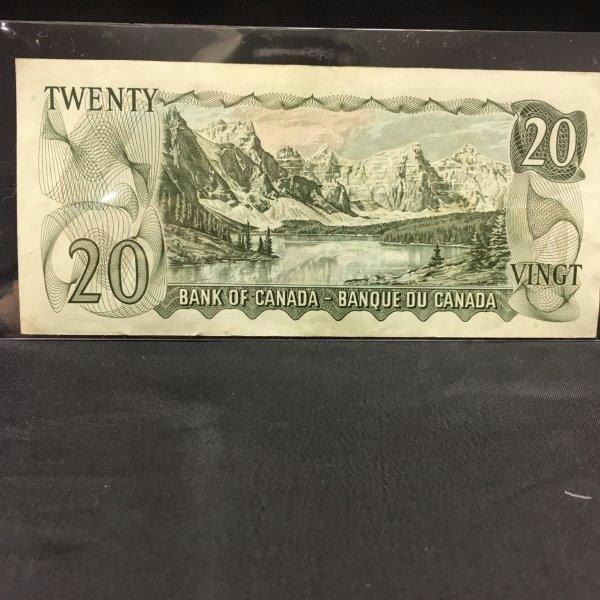 TWENTY
20
20
VINGT
BANK OF CANADA - BANQUE DU CANADA